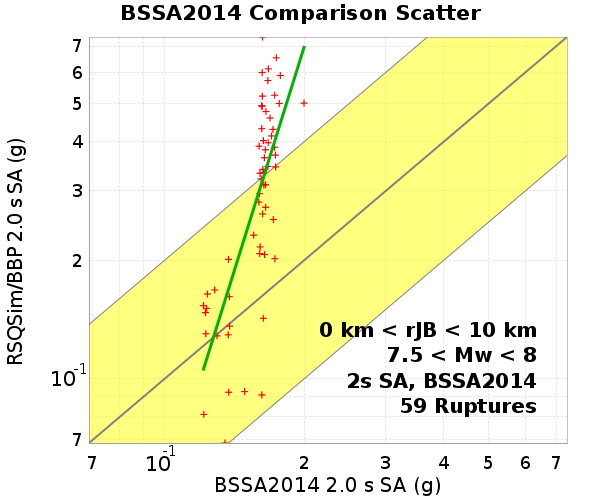 BSSA2014 Comparison Scatter
RSQSim/BBP 2.0 s SA (g)
7
6
5
4
3
2
10-1
7
0 km < rJB < 10 km
7.5 < Mw < 8
2s SA, BSSA2014
59 Ruptures
7 10-1 2 3 4 5 6 7
BSSA2014 2.0 s SA (g)